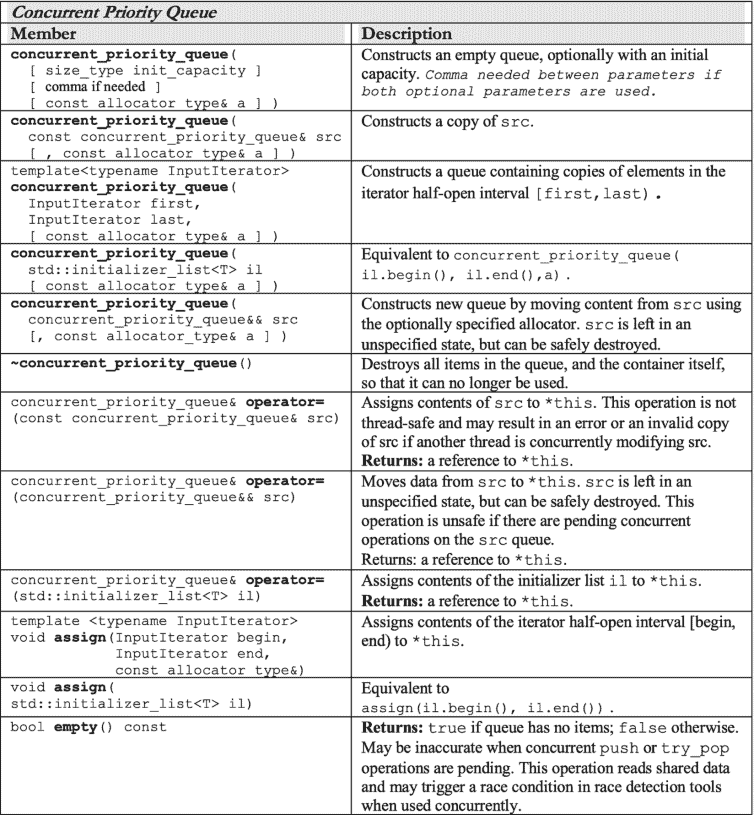 Concurrent Priority Queue
Member Description
concurrent_priority_queue(
[ size_type init_capacity ]
[ comma if needed ]
[ const allocator_type& a ] )
Constructs an empty queue, optionally with an initial
capacity. Comma needed between parameters if
both optional parameters are used.
concurrent_priority_queue(
const concurrent_priority_queue& src
[ , const allocator_type& a ] )
Constructs a copy of src.
template<typename InputIterator>
concurrent_priority_queue(
InputIterator first,
InputIterator last,
[ const allocator_type& a ] )
Constructs a queue containing copies of elements in the
iterator half-open interval [first,last) .
concurrent_priority_queue(
std::initializer_list<T> il
[ const allocator_type& a ] )
Equivalent to concurrent_priority_queue(
il.begin(), il.end(),a) .
concurrent_priority_queue(
concurrent_priority_queue&& src
[, const allocator_type& a ] )
Constructs new queue by moving content from src using
the optionally specified allocator. src is left in an
unspecified state, but can be safely destroyed.
~concurrent_priority_queue()
Destroys all items in the queue, and the container itself,
so that it can no longer be used.
concurrent_priority_queue& operator=
(const concurrent_priority_queue& src)
Assigns contents of src to *this. This operation is not
thread-safe and may result in an error or an invalid copy
of src if another thread is concurrently modifying src.
Returns: a reference to *this.
concurrent_priority_queue& operator=
(concurrent_priority_queue&& src)
Moves data from src to *this. src is left in an
unspecified state, but can be safely destroyed. This
operation is unsafe if there are pending concurrent
operations on the src queue.
Returns: a reference to *this.
concurrent_priority_queue& operator=
(std::initializer_list<T> il)
Assigns contents of the initializer list il to *this.
Returns: a reference to *this.
template <typename InputIterator>
void assign(InputIterator begin,
InputIterator end,
const allocator_type&)
Assigns contents of the iterator half-open interval [begin,
end) to *this.
void assign(
std::initializer_list<T> il)
Equivalent to
assign(il.begin(), il.end()) .
bool empty() const
Returns: true if queue has no items; false otherwise.
May be inaccurate when concurrent push or try_pop
operations are pending. This operation reads shared data
and may trigger a race condition in race detection tools
when used concurrently.